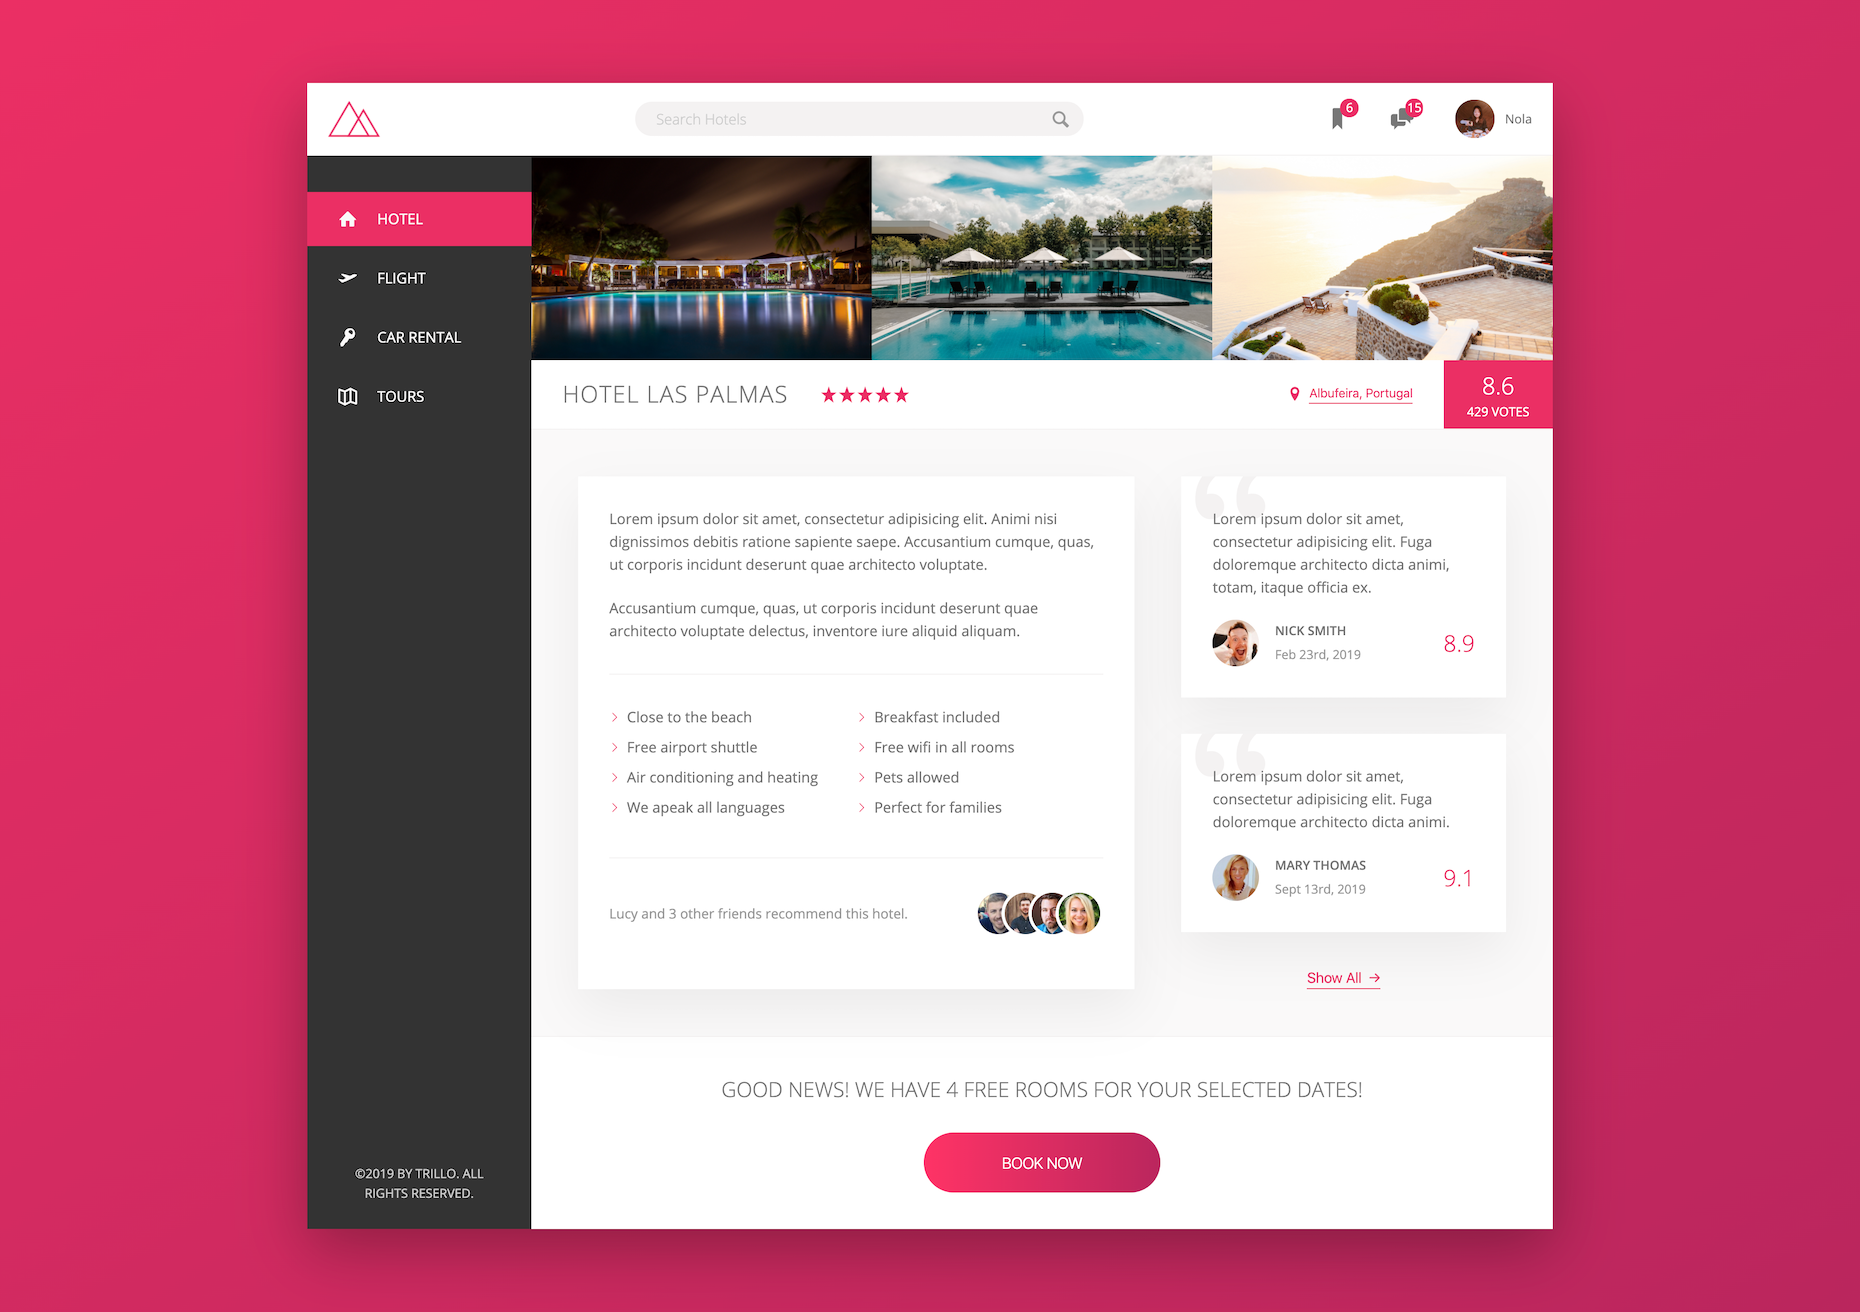 Search Hotels
6
15
Nola
HOTEL
FLIGHT
CAR RENTAL
TOURS
©2019 BY TRILLO. ALL
RIGHTS RESERVED.
HOTEL LAS PALMAS
Albufeira, Portugal
8.6
429 VOTES
Lorem ipsum dolor sit amet, consectetur adipisicing elit. Animi nisi
dignissimos debitis ratione sapiente saepe. Accusantium cumque, quas,
ut corporis incidunt deserunt quae architecto voluptate.
Accusantium cumque, quas, ut corporis incidunt deserunt quae
architecto voluptate delectus, inventore iure aliquid aliquam.
Close to the beach
Free airport shuttle
Air conditioning and heating
We apeak all languages
Breakfast included
Free wifi in all rooms
Pets allowed
Perfect for families
Lucy and 3 other friends recommend this hotel.
“
Lorem ipsum dolor sit amet,
consectetur adipisicing elit. Fuga
doloremque architecto dicta animi,
totam, itaque officia ex.
NICK SMITH
Feb 23rd, 2019
8.9
“
Lorem ipsum dolor sit amet,
consectetur adipisicing elit. Fuga
doloremque architecto dicta animi.
MARY THOMAS
Sept 13rd, 2019
9.1
Show All →
GOOD NEWS! WE HAVE 4 FREE ROOMS FOR YOUR SELECTED DATES!
BOOK NOW